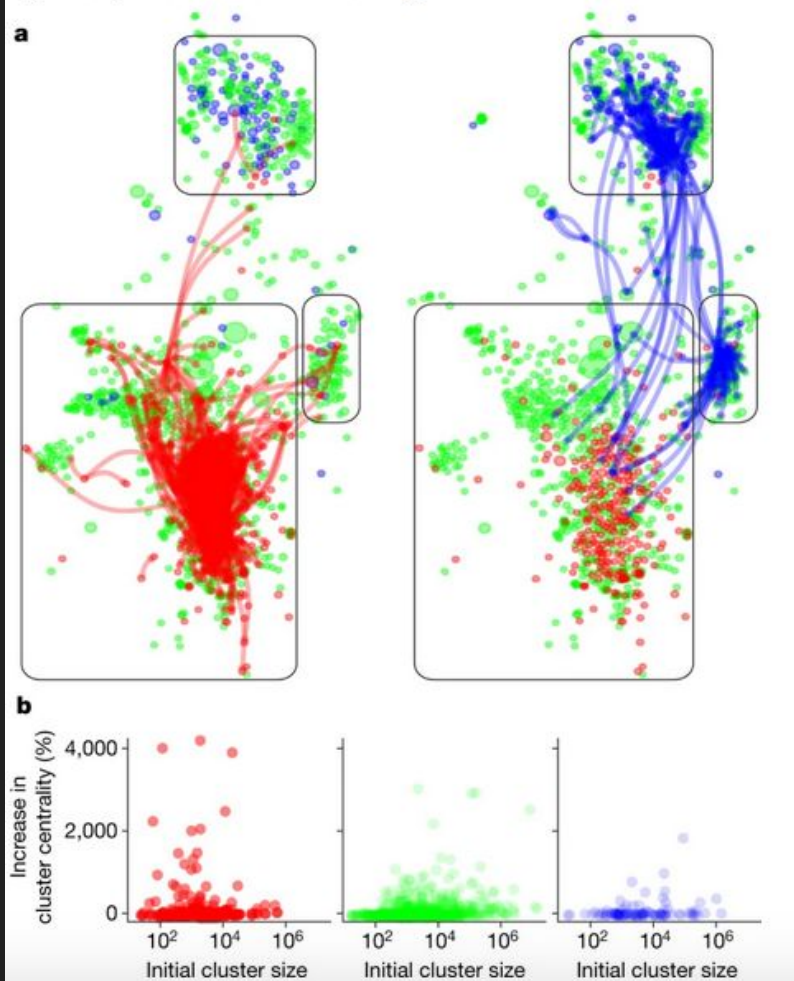 a
b
Increase in
cluster centrality (%)
4,000
2,000
0
10² 10⁴ 10⁶
10² 10⁴ 10⁶
10² 10⁴ 10⁶
Initial cluster size
Initial cluster size
Initial cluster size